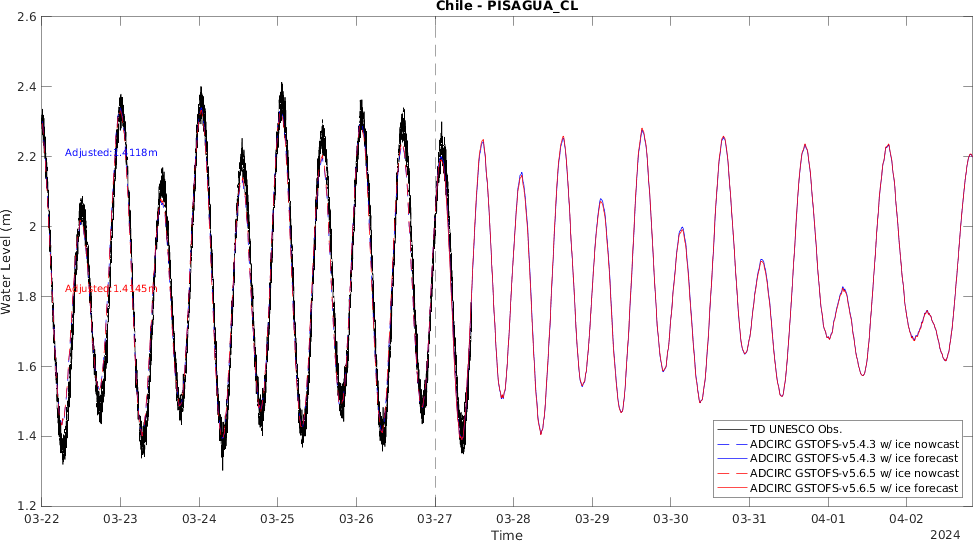 Chile - PISAGUA_CL
2.6
2.4
2.2
2
1.8
1.6
1.4
1.2
Water Level (m)
Adjusted:1.4118m
Adjusted:1.4145m
TD UNESCO Obs.
ADCIRC GSTOFS-v5.4.3 w/ ice nowcast
ADCIRC GSTOFS-v5.4.3 w/ ice forecast
ADCIRC GSTOFS-v5.6.5 w/ ice nowcast
ADCIRC GSTOFS-v5.6.5 w/ ice forecast
03-22 03-23 03-24 03-25 03-26 03-27 03-28 03-29 03-30 03-31 04-01 04-02
Time
2024